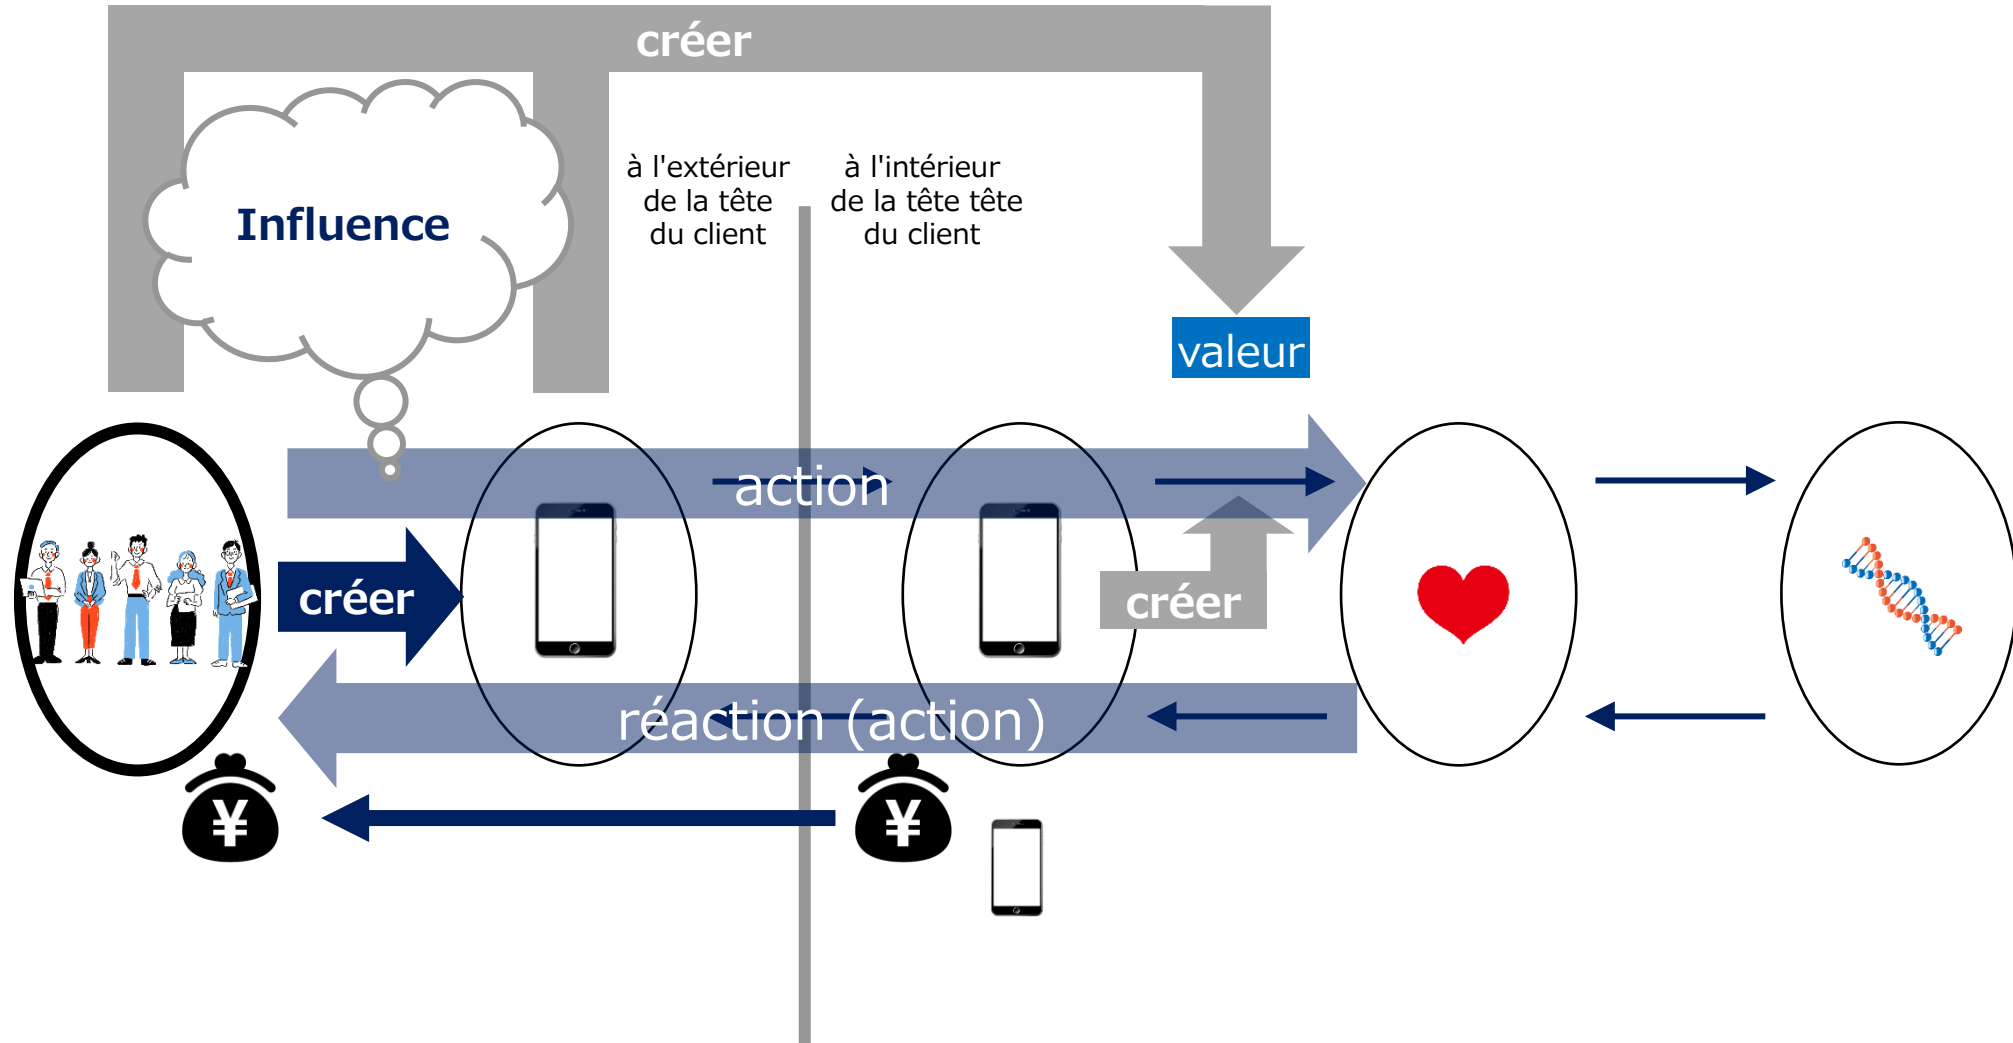 créer
à l'extérieur
de la tête
du client
à l'intérieur
de la tête tête
du client
Influence
valeur
action
créer
créer
réaction (action)
¥
¥